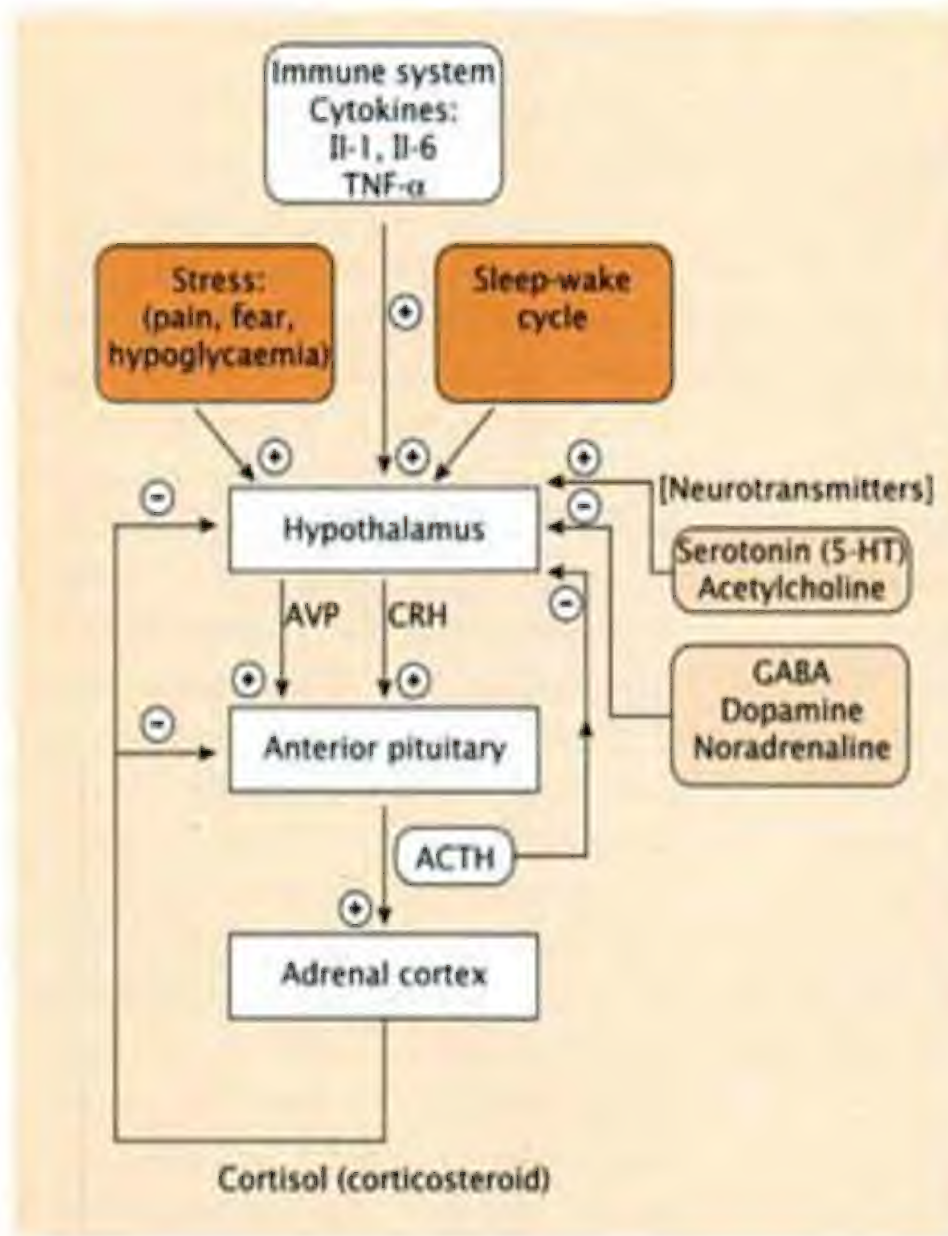 Immune system
Cytokines:
Il-1, Il-6
TNF-α
Stress:
(pain, fear,
hypoglycaemia)
+
Sleep-wake
cycle
+
+
+
[Neurotransmitters]
-
-
Hypothalamus
Serotonin (5-HT)
Acetylcholine
-
AVP
CRH
+
+
GABA
Dopamine
Noradrenaline
-
Anterior pituitary
ACTH
+
Adrenal cortex
Cortisol (corticosteroid)